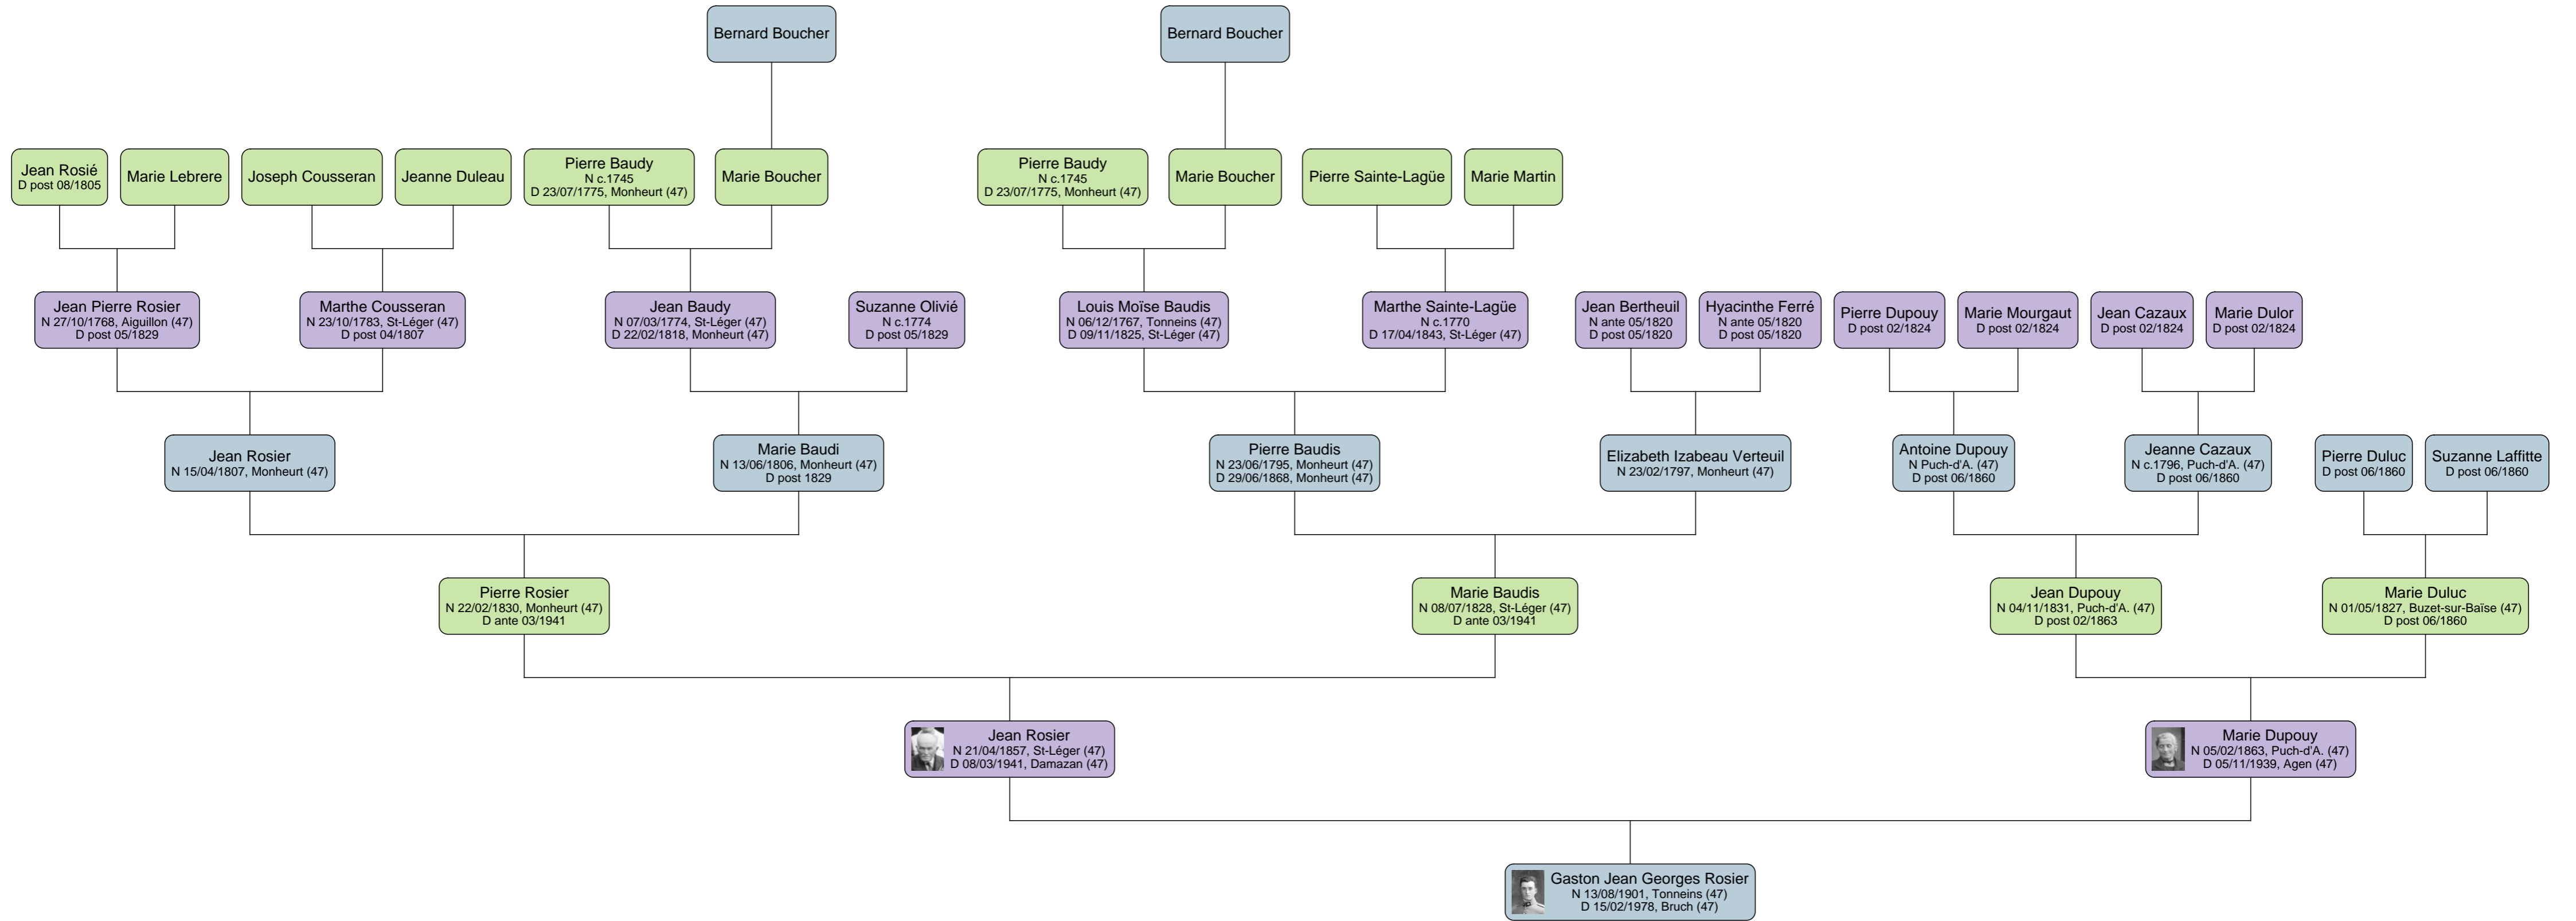 Bernard Boucher
Bernard Boucher
Jean Rosié
D post 08/1805
Marie Lebrere
Joseph Cousseran
Jeanne Duleau
Pierre Baudy
N c.1745
D 23/07/1775, Monheurt (47)
Marie Boucher
Pierre Baudy
N c.1745
D 23/07/1775, Monheurt (47)
Marie Boucher
Pierre Sainte-Lagüe
Marie Martin
Jean Pierre Rosier
N 27/10/1768, Aiguillon (47)
D post 05/1829
Marthe Cousseran
N 23/10/1783, St-Léger (47)
D post 04/1807
Jean Baudy
N 07/03/1774, St-Léger (47)
D 22/02/1818, Monheurt (47)
Suzanne Olivié
N c.1774
D post 05/1829
Louis Moïse Baudis
N 06/12/1767, Tonneins (47)
D 09/11/1825, St-Léger (47)
Marthe Sainte-Lagüe
N c.1770
D 17/04/1843, St-Léger (47)
Jean Bertheuil
N ante 05/1820
D post 05/1820
Hyacinthe Ferré
N ante 05/1820
D post 05/1820
Pierre Dupouy
D post 02/1824
Marie Mourgaut
D post 02/1824
Jean Cazaux
D post 02/1824
Marie Dulor
D post 02/1824
Jean Rosier
N 15/04/1807, Monheurt (47)
Marie Baudi
N 13/06/1806, Monheurt (47)
D post 1829
Pierre Baudis
N 23/06/1795, Monheurt (47)
D 29/06/1868, Monheurt (47)
Elizabeth Izabeau Verteuil
N 23/02/1797, Monheurt (47)
Antoine Dupouy
N Puch-d'A. (47)
D post 06/1860
Jeanne Cazaux
N c.1796, Puch-d'A. (47)
D post 06/1860
Pierre Duluc
D post 06/1860
Suzanne Laffitte
D post 06/1860
Pierre Rosier
N 22/02/1830, Monheurt (47)
D ante 03/1941
Marie Baudis
N 08/07/1828, St-Léger (47)
D ante 03/1941
Jean Dupouy
N 04/11/1831, Puch-d'A. (47)
D post 02/1863
Marie Duluc
N 01/05/1827, Buzet-sur-Baïse (47)
D post 06/1860
Jean Rosier
N 21/04/1857, St-Léger (47)
D 08/03/1941, Damazan (47)
Marie Dupouy
N 05/02/1863, Puch-d'A. (47)
D 05/11/1939, Agen (47)
Gaston Jean Georges Rosier
N 13/08/1901, Tonneins (47)
D 15/02/1978, Bruch (47)